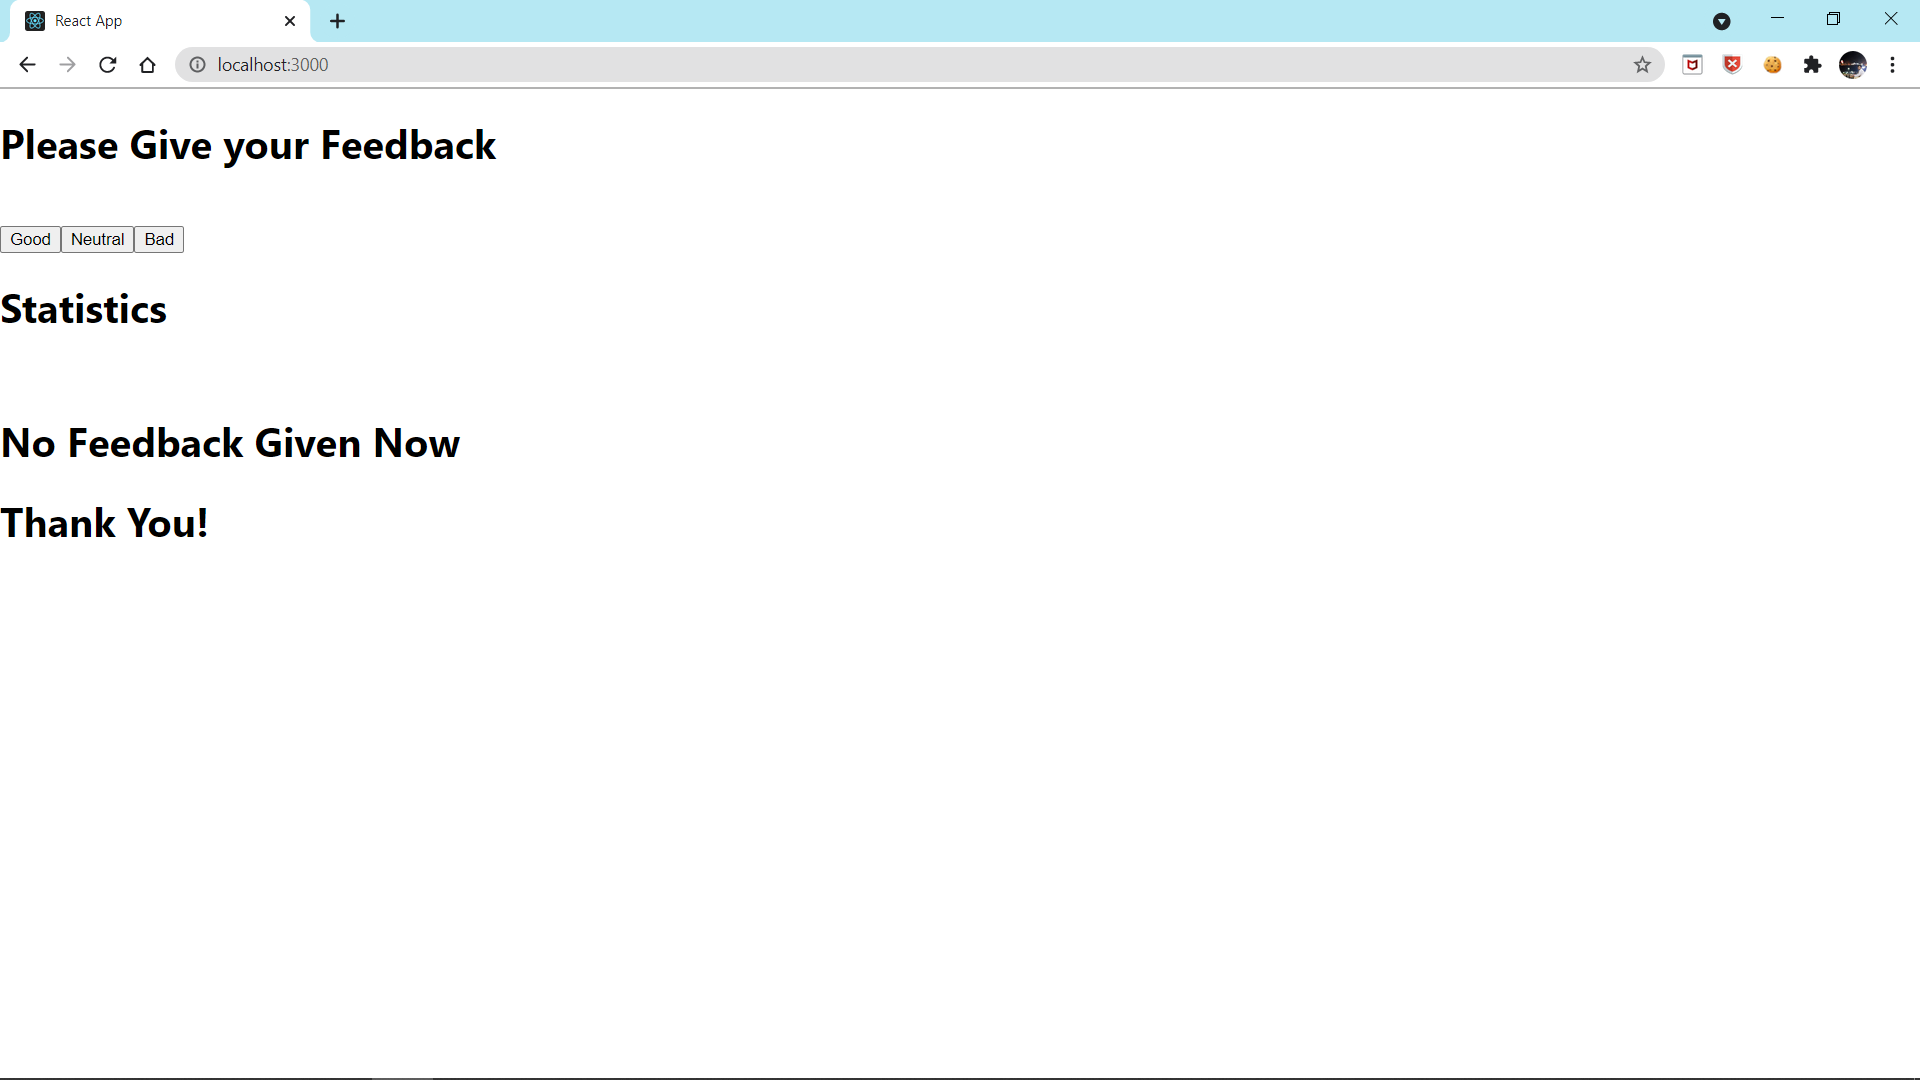 React App
localhost:3000
Please Give your Feedback
Good Neutral Bad
Statistics
No Feedback Given Now
Thank You!